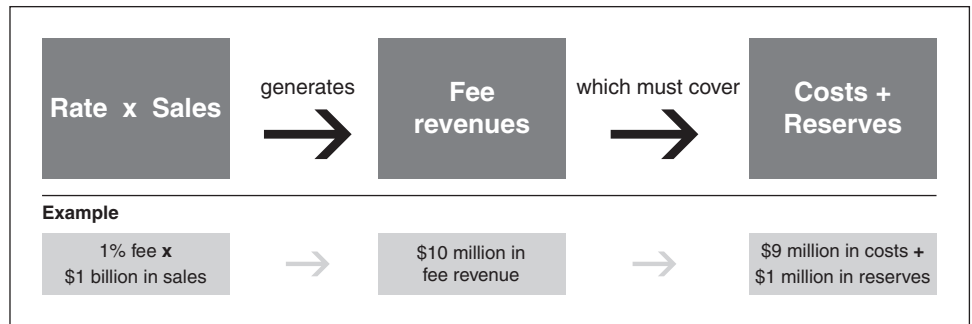 Rate x Sales
generates
Fee
revenues
which must cover
Costs +
Reserves
Example
1% fee x
$1 billion in sales
$10 million in
fee revenue
$9 million in costs +
$1 million in reserves